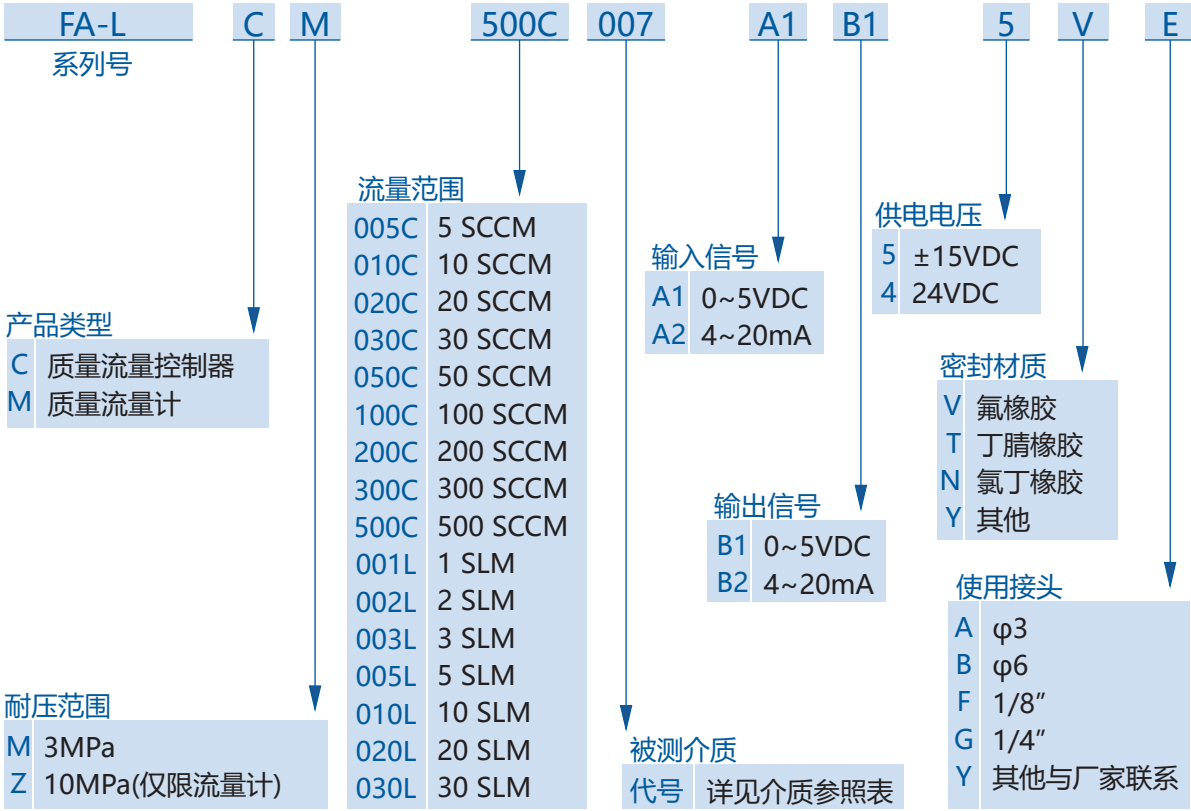 FA-L C M 500C 007 A1 B1 5 V E
系列号
产品类型
C 质量流量控制器
M 质量流量计
耐压范围
M 3MPa
Z 10MPa(仅限流量计)
流量范围
005C 5 SCCM
010C 10 SCCM
020C 20 SCCM
030C 30 SCCM
050C 50 SCCM
100C 100 SCCM
200C 200 SCCM
300C 300 SCCM
500C 500 SCCM
001L 1 SLM
002L 2 SLM
003L 3 SLM
005L 5 SLM
010L 10 SLM
020L 20 SLM
030L 30 SLM
被测介质
代号 详见介质参照表
输入信号
A1 0~5VDC
A2 4~20mA
输出信号
B1 0~5VDC
B2 4~20mA
供电电压
5 ±15VDC
4 24VDC
密封材质
V 氟橡胶
T 丁腈橡胶
N 氯丁橡胶
Y 其他
使用接头
A φ3
B φ6
F 1/8″
G 1/4″
Y 其他与厂家联系